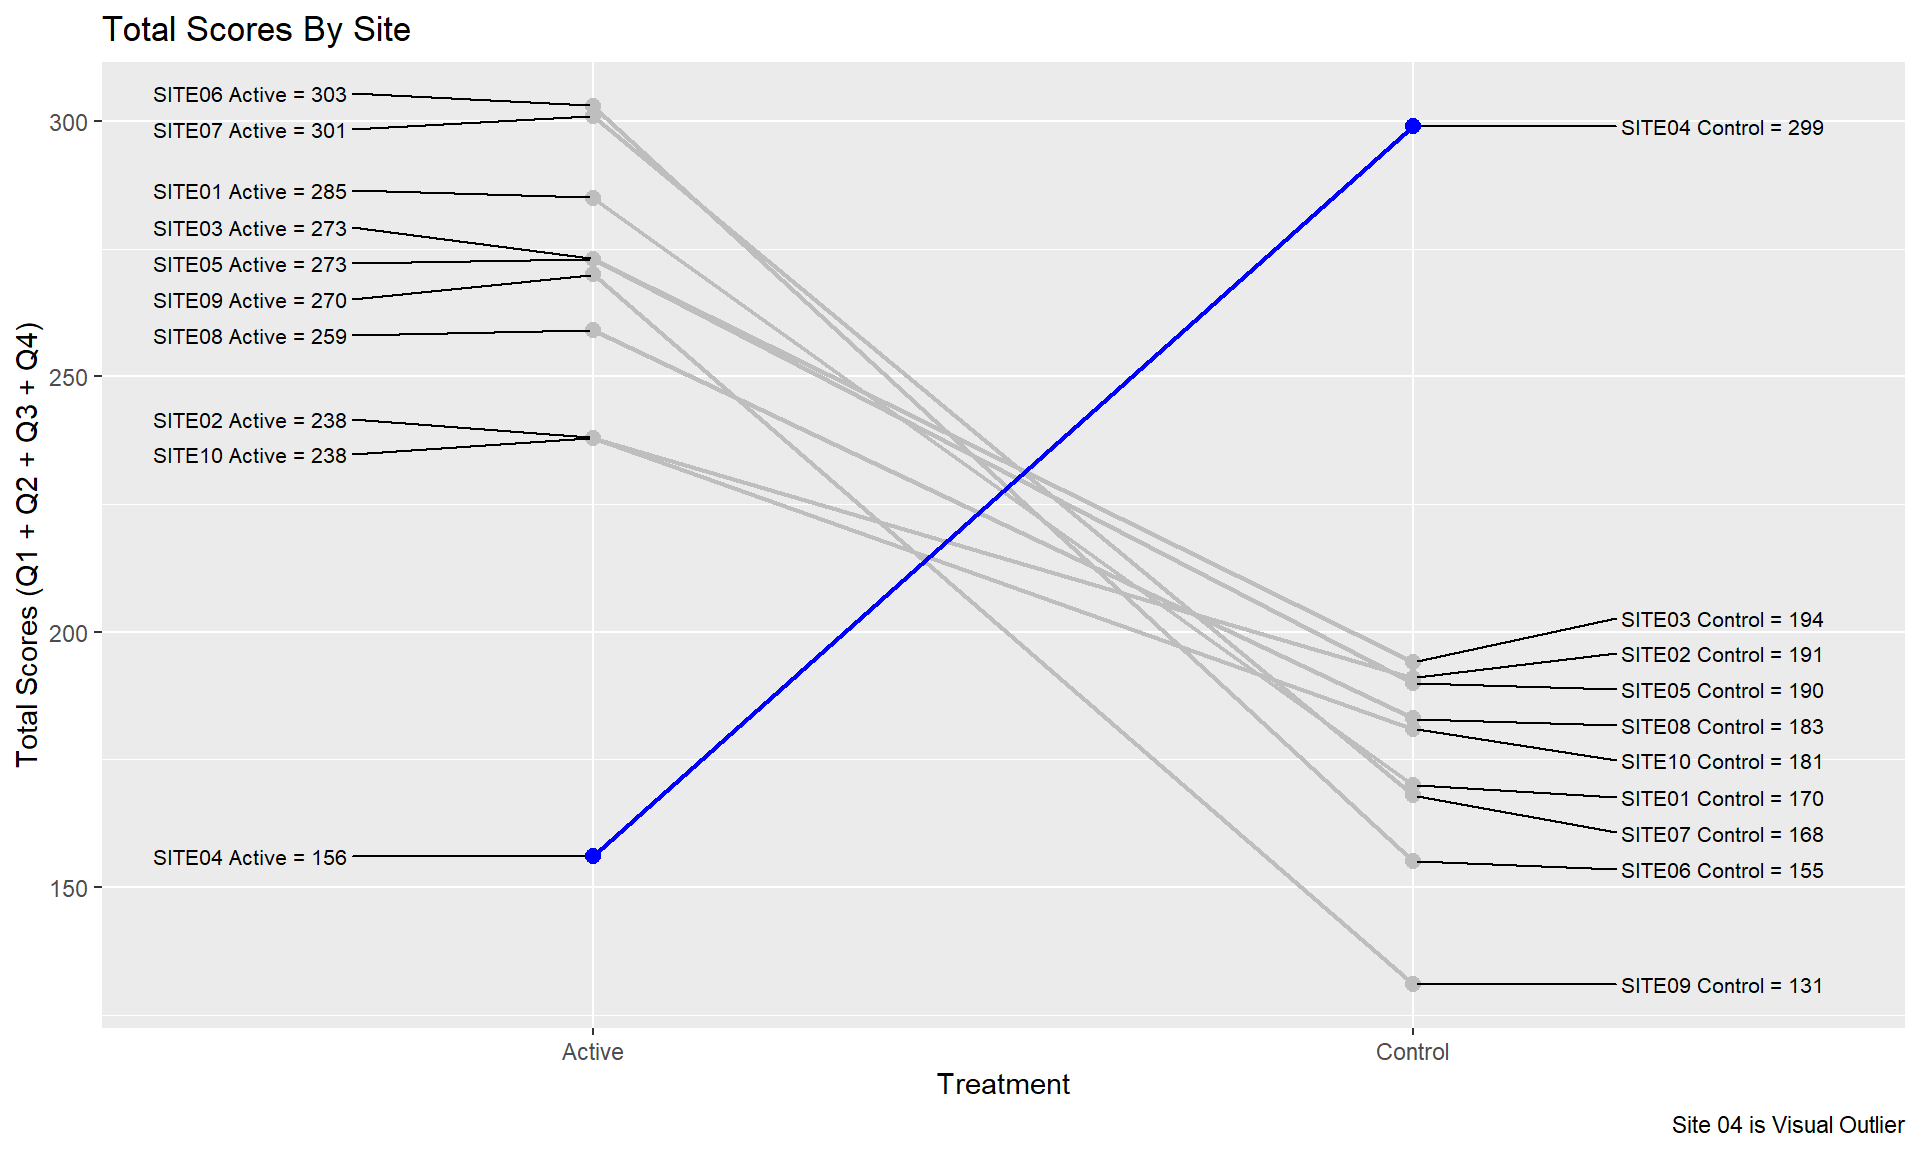 Total Scores By Site
Total Scores (Q1 + Q2 + Q3 + Q4)
300
250
200
150
SITE06 Active = 303
SITE07 Active = 301
SITE01 Active = 285
SITE03 Active = 273
SITE05 Active = 273
SITE09 Active = 270
SITE08 Active = 259
SITE02 Active = 238
SITE10 Active = 238
SITE04 Active = 156
SITE04 Control = 299
SITE03 Control = 194
SITE02 Control = 191
SITE05 Control = 190
SITE08 Control = 183
SITE10 Control = 181
SITE01 Control = 170
SITE07 Control = 168
SITE06 Control = 155
SITE09 Control = 131
Active
Control
Treatment
Site 04 is Visual Outlier